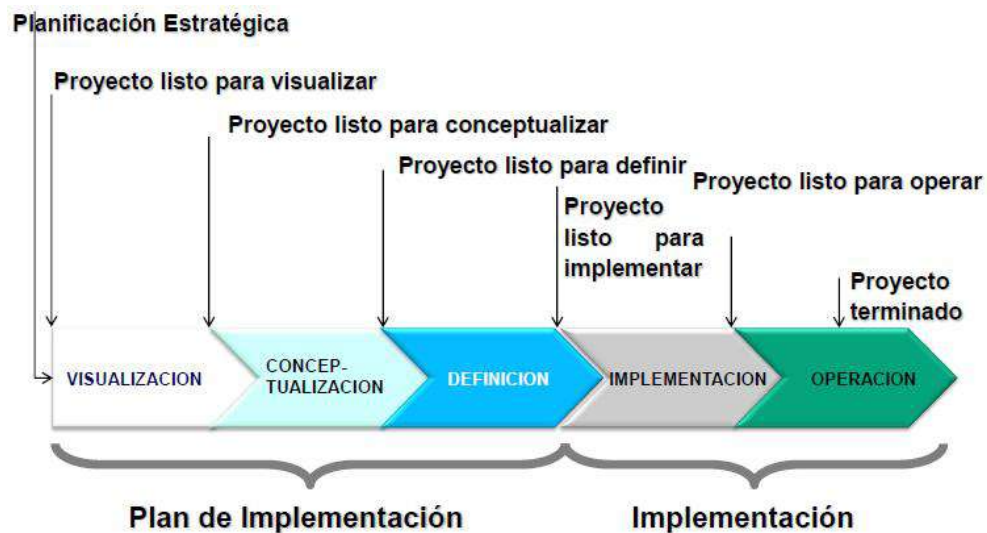 Planificación Estratégica
Proyecto listo para visualizar
Proyecto listo para conceptualizar
Proyecto listo para definir
Proyecto listo para operar
Proyecto
listo para
implementar
Proyecto
terminado
VISUALIZACION
CONCEP-
TUALIZACION
DEFINICION
IMPLEMENTACION
OPERACION
Plan de Implementación
Implementación